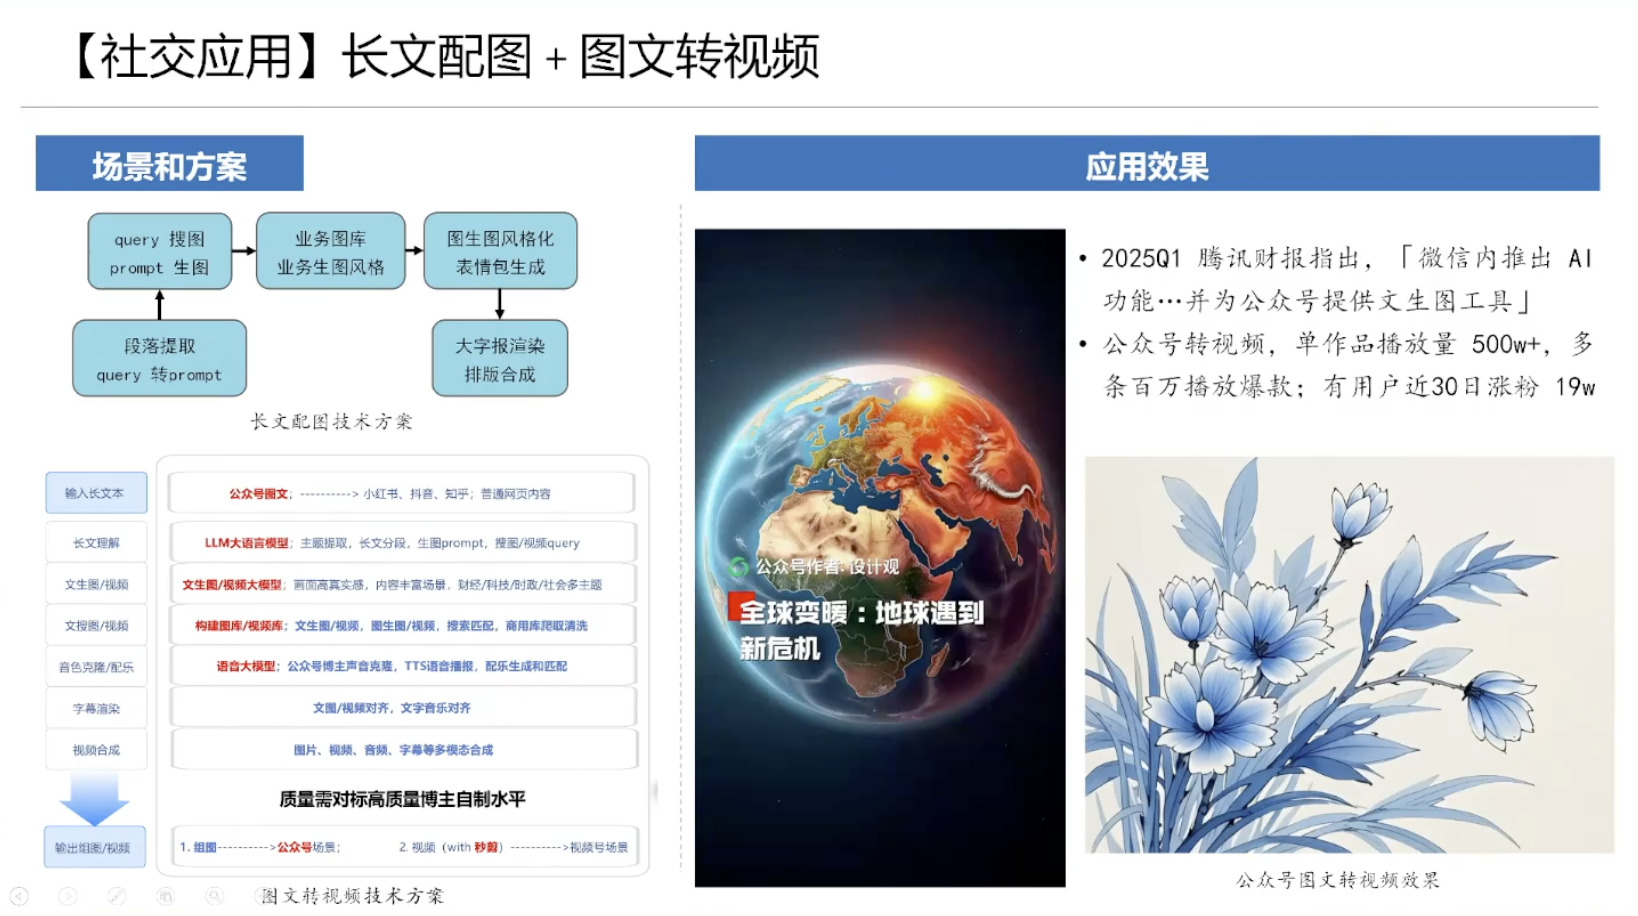 【社交应用】长文配图 + 图文转视频
场景和方案
query 搜图
prompt 生图
业务图库
业务生图风格
图生图风格化
表情包生成
段落提取
query 转prompt
大字报渲染
排版合成
长文配图技术方案
输入长文本
公众号图文；----------> 小红书、抖音、知乎；普通网页内容
长文理解
LLM大语言模型；主题提取，长文分段，生图prompt，搜图/视频query
文生图/视频
文生图/视频大模型；画面高真实感，内容丰富场景，财经/科技/时政/社会多主题
文搜图/视频
构建图库/视频库；文生图/视频，图生图/视频，搜索匹配，商用库爬取清洗
音色克隆/配乐
语音大模型；公众号博主声音克隆，TTS语音播报，配乐生成和匹配
字幕渲染
文图/视频对齐，文字音乐对齐
视频合成
图片、视频、音频、字幕等多模态合成
质量需对标高质量博主自制水平
输出组图/视频
1. 组图---------->公众号场景；
2. 视频（with 秒剪）---------->视频号场景
图文转视频技术方案
应用效果
公众号作者: 设计观
全球变暖：地球遇到
新危机
• 2025Q1 腾讯财报指出，「微信内推出 AI
功能…并为公众号提供文生图工具」
• 公众号转视频，单作品播放量 500w+，多
条百万播放爆款；有用户近30日涨粉 19w
公众号图文转视频效果